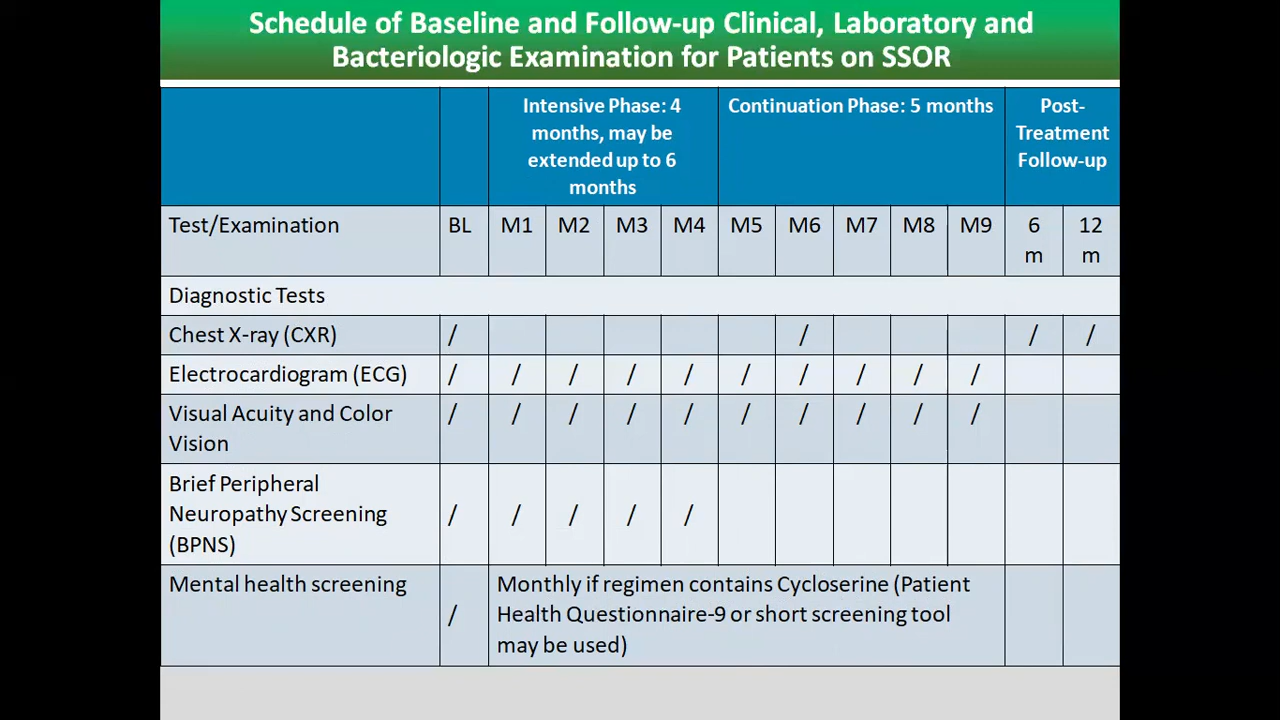 Schedule of Baseline and Follow-up Clinical, Laboratory and
Bacteriologic Examination for Patients on SSOR
Intensive Phase: 4
months, may be
extended up to 6
months
Continuation Phase: 5 months
Post-
Treatment
Follow-up
Test/Examination BL M1 M2 M3 M4 M5 M6 M7 M8 M9 6 12
m m
Diagnostic Tests
Chest X-ray (CXR) / / / /
Electrocardiogram (ECG) / / / / / / / / / /
Visual Acuity and Color / / / / / / / / / /
Vision
Brief Peripheral
Neuropathy Screening / / / / /
(BPNS)
Mental health screening /
Monthly if regimen contains Cycloserine (Patient
Health Questionnaire-9 or short screening tool
may be used)